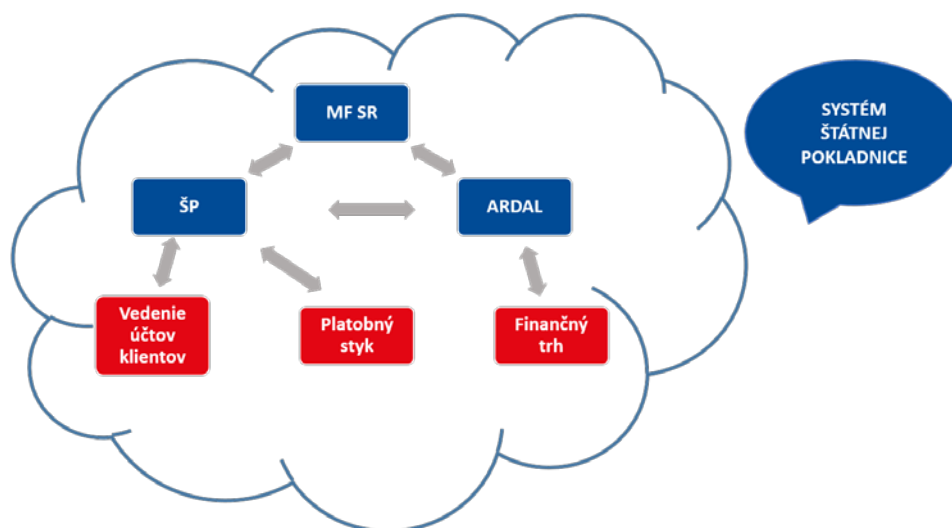 MF SR
SYSTÉM
ŠTÁTNEJ
POKLADNICE
ŠP
ARDAL
Vedenie
účtov
klientov
Platobný
styk
Finančný
trh